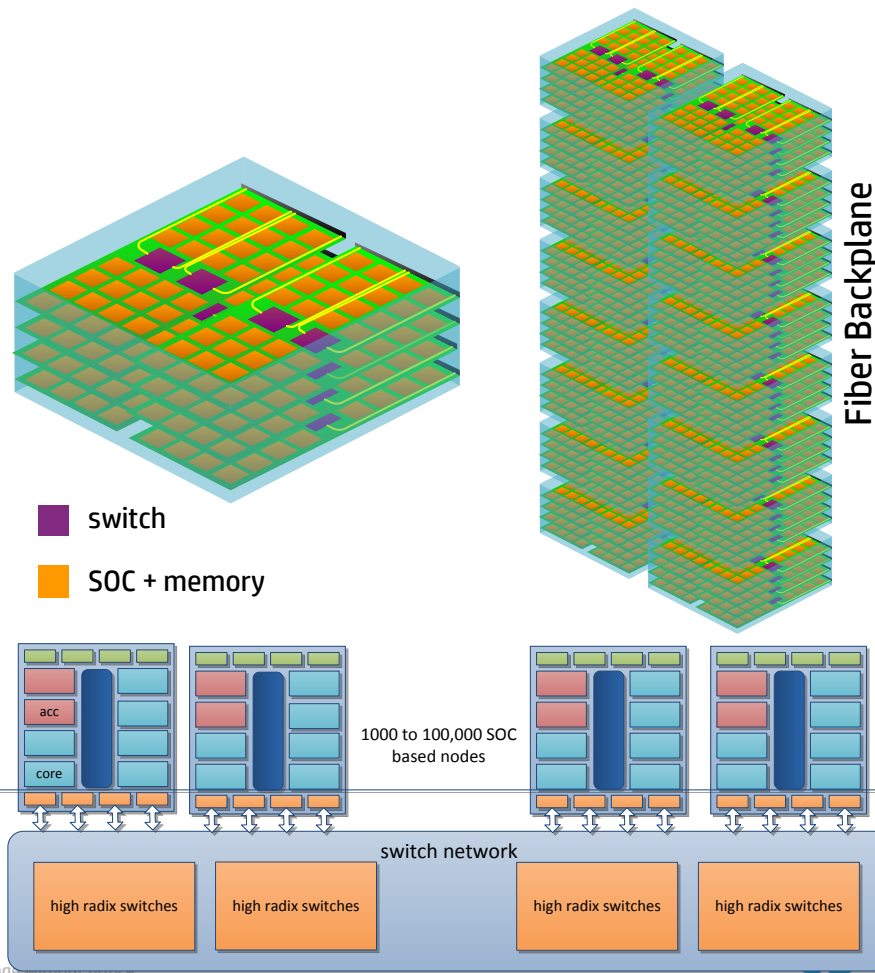 Fiber Backplane
switch
SOC + memory
acc
core
1000 to 100,000 SOC
based nodes
switch network
high radix switches
high radix switches
high radix switches
high radix switches